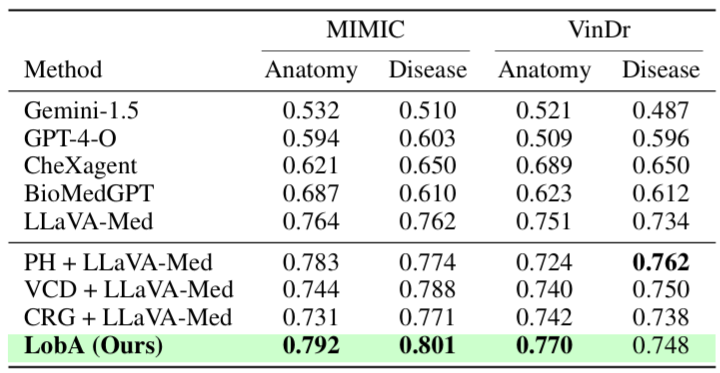 MIMIC VinDr
Method Anatomy Disease Anatomy Disease
Gemini-1.5 0.532 0.510 0.521 0.487
GPT-4-O 0.594 0.603 0.509 0.596
CheXagent 0.621 0.650 0.689 0.650
BioMedGPT 0.687 0.610 0.623 0.612
LLaVA-Med 0.764 0.762 0.751 0.734
PH + LLaVA-Med 0.783 0.774 0.724 0.762
VCD + LLaVA-Med 0.744 0.788 0.740 0.750
CRG + LLaVA-Med 0.731 0.771 0.742 0.738
LobA (Ours) 0.792 0.801 0.770 0.748